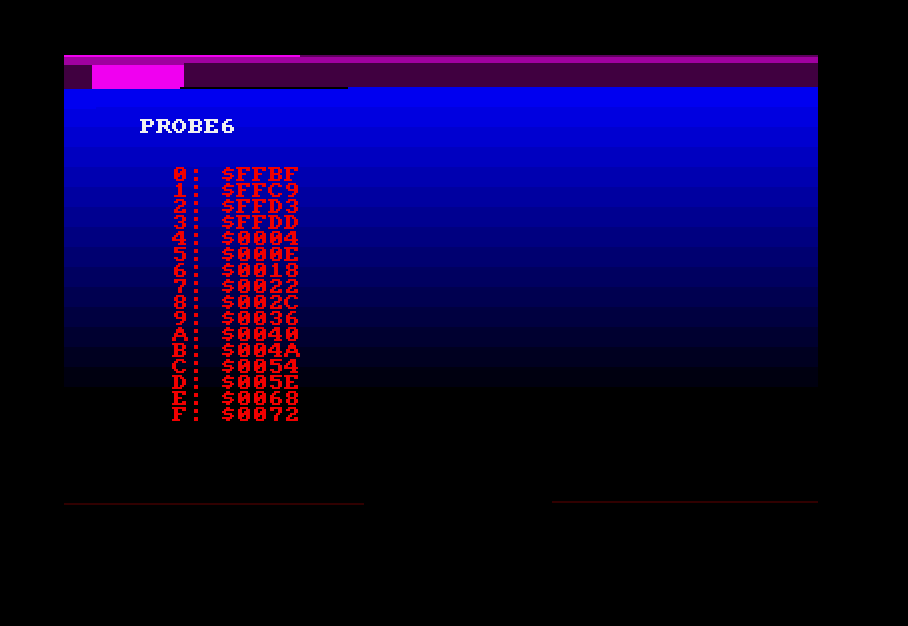 PROBE6
0: $FFBF
1: $FFC9
2: $FFD3
3: $FFDD
4: $0004
5: $000E
6: $0018
7: $0022
8: $002C
9: $0036
A: $0040
B: $004A
C: $0054
D: $005E
E: $0068
F: $0072